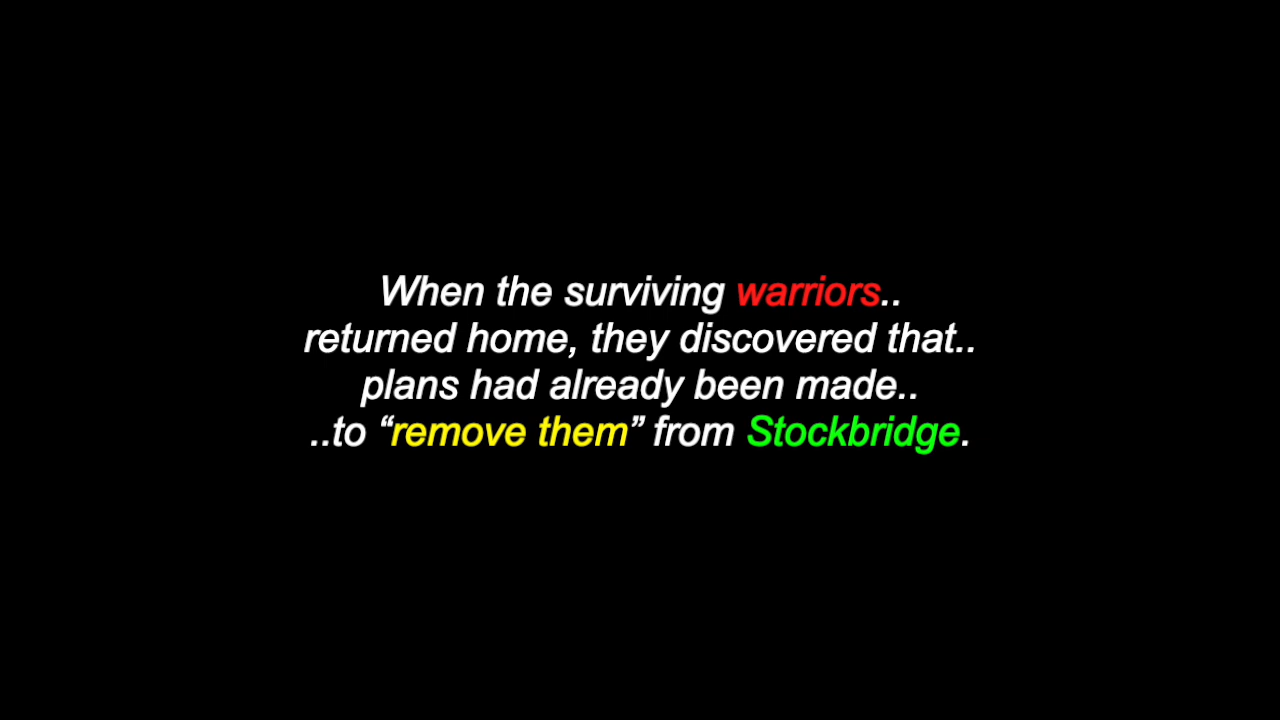 When the surviving warriors..
returned home, they discovered that..
plans had already been made..
..to “remove them” from Stockbridge.